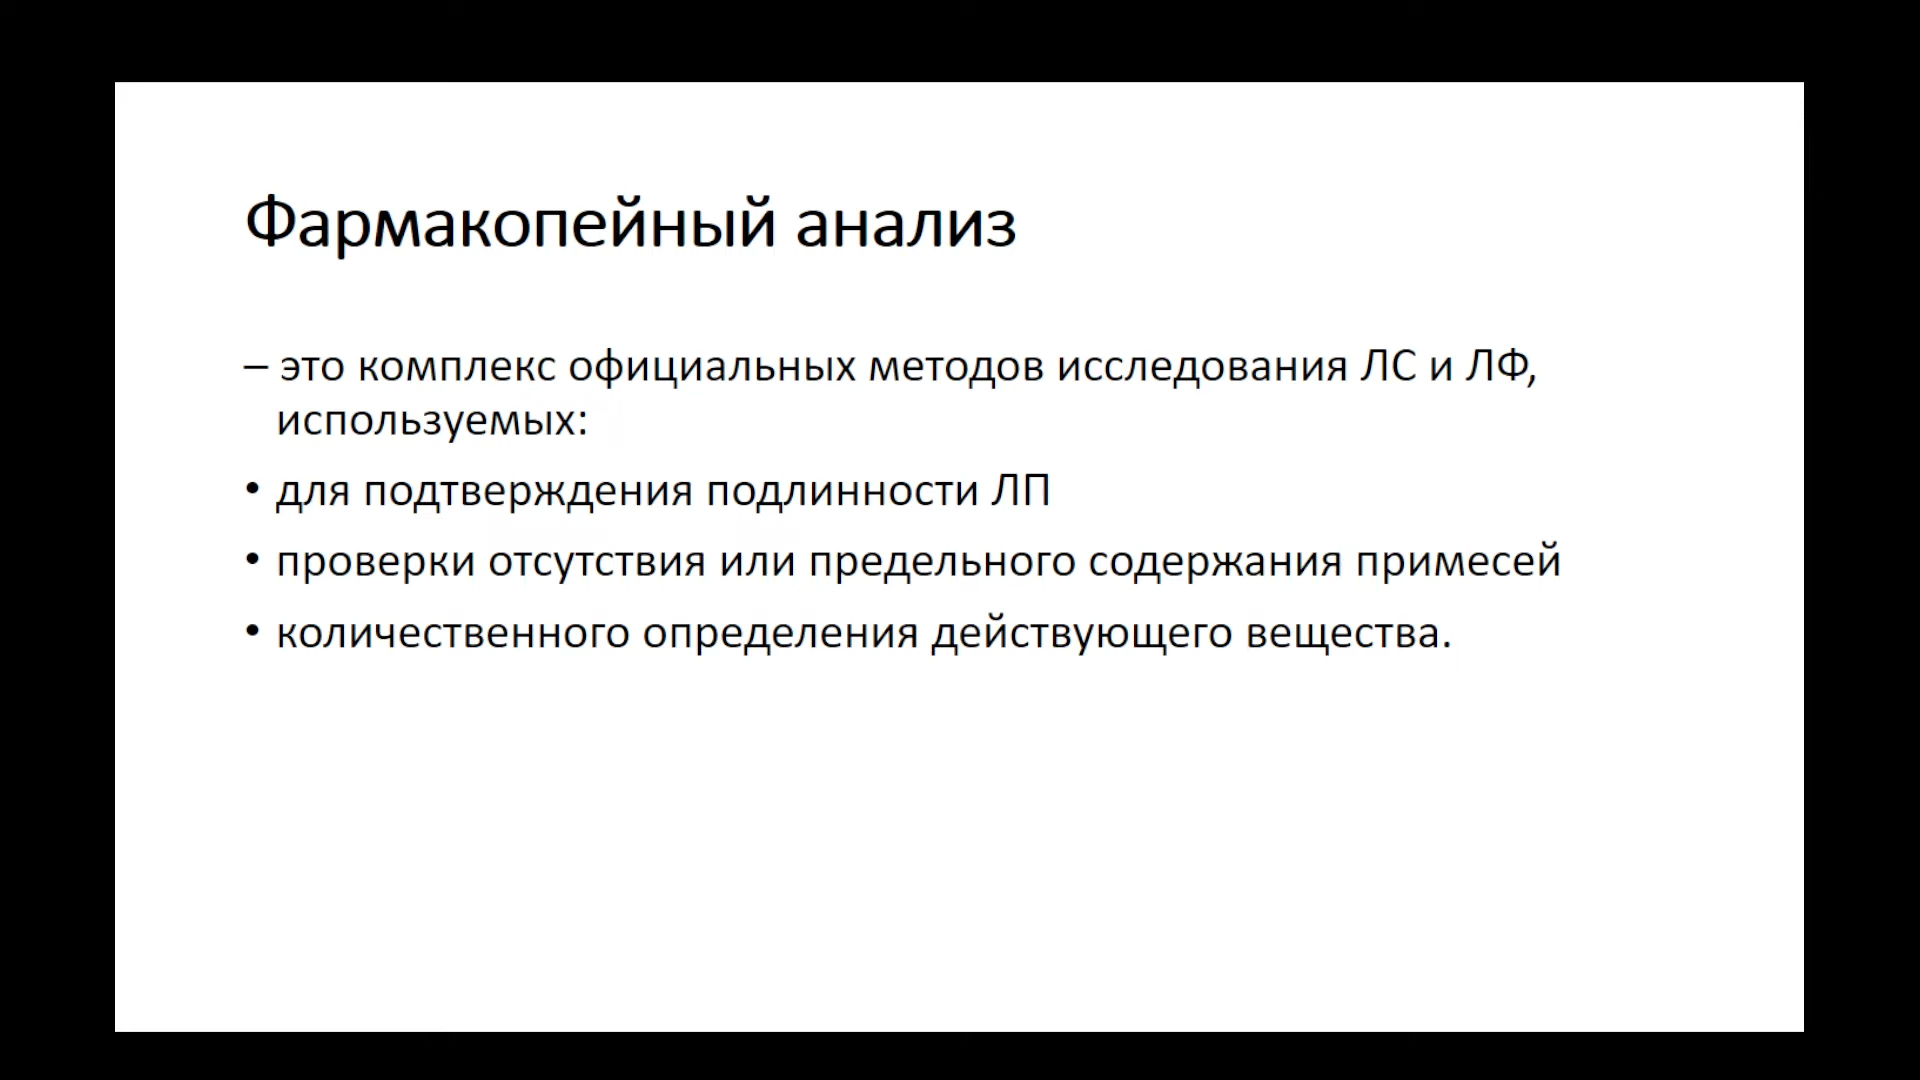 Фармакопейный анализ
– это комплекс официальных методов исследования ЛС и ЛФ,
используемых:
• для подтверждения подлинности ЛП
• проверки отсутствия или предельного содержания примесей
• количественного определения действующего вещества.